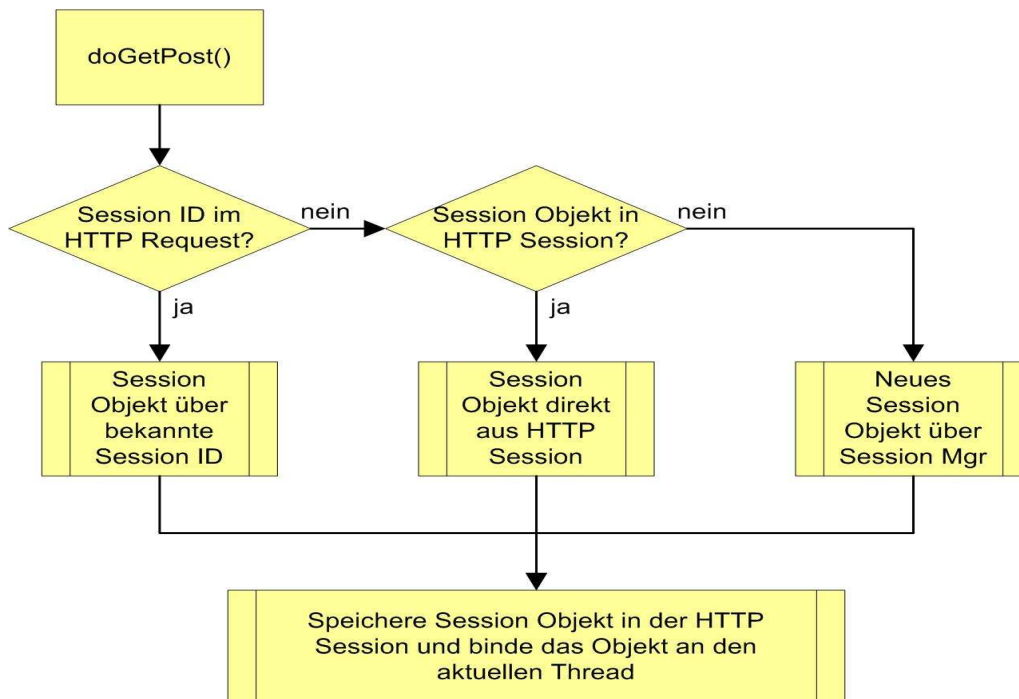 doGetPost()
Session ID im
HTTP Request?
nein
Session Objekt in
HTTP Session?
nein
ja
ja
Session
Objekt über
bekannte
Session ID
Session
Objekt direkt
aus HTTP
Session
Neues
Session
Objekt über
Session Mgr
Speichere Session Objekt in der HTTP
Session und binde das Objekt an den
aktuellen Thread